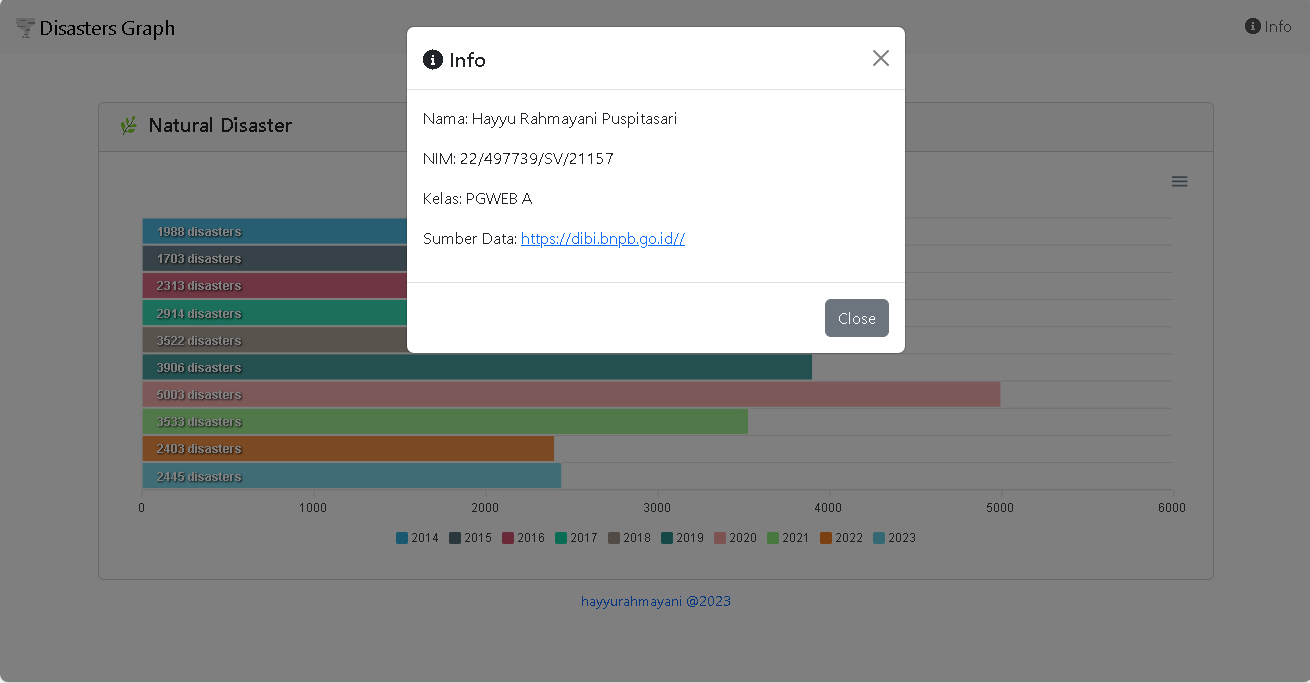 Disasters Graph
Info
Info
Nama: Hayyu Rahmayani Puspitasari
NIM: 22/497739/SV/21157
Kelas: PGWEB A
Sumber Data: https://dibi.bnpb.go.id//
Close
Natural Disaster
1988 disasters
1703 disasters
2313 disasters
2914 disasters
3522 disasters
3906 disasters
5003 disasters
3533 disasters
2403 disasters
2445 disasters
0 1000 2000 3000 4000 5000 6000
2014 2015 2016 2017 2018 2019 2020 2021 2022 2023
hayyurahmayani @2023